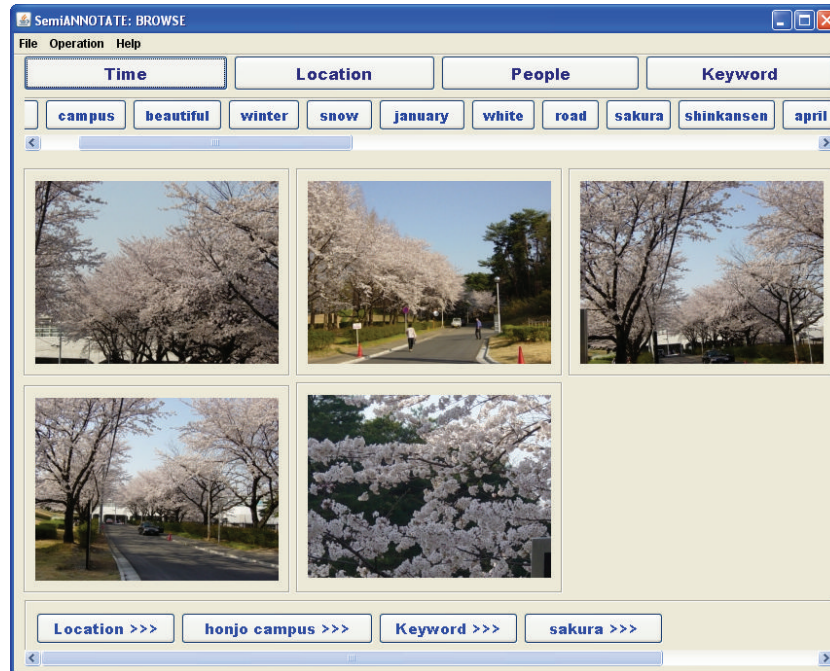 SemiANNOTATE: BROWSE
File Operation Help
Time Location People Keyword
campus beautiful winter snow january white road sakura shinkansen april
Location >>> honjo campus >>> Keyword >>> sakura >>>